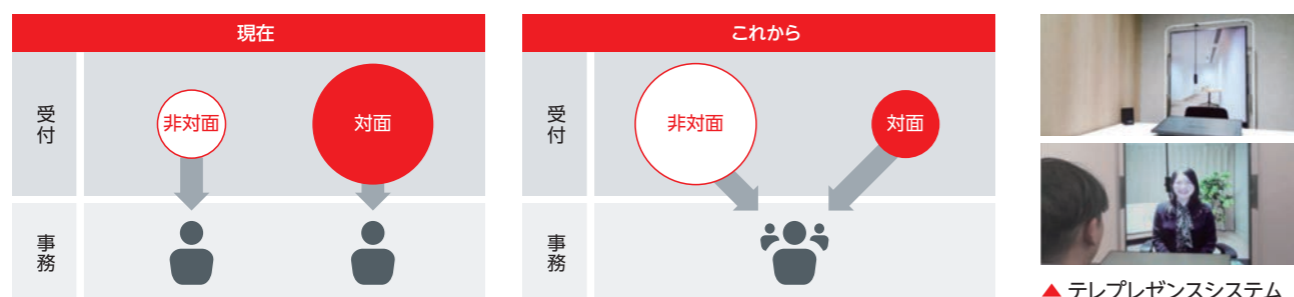 現在
受付
非対面
対面
事務
これから
受付
非対面
対面
事務
▲ テレプレゼンスシステム